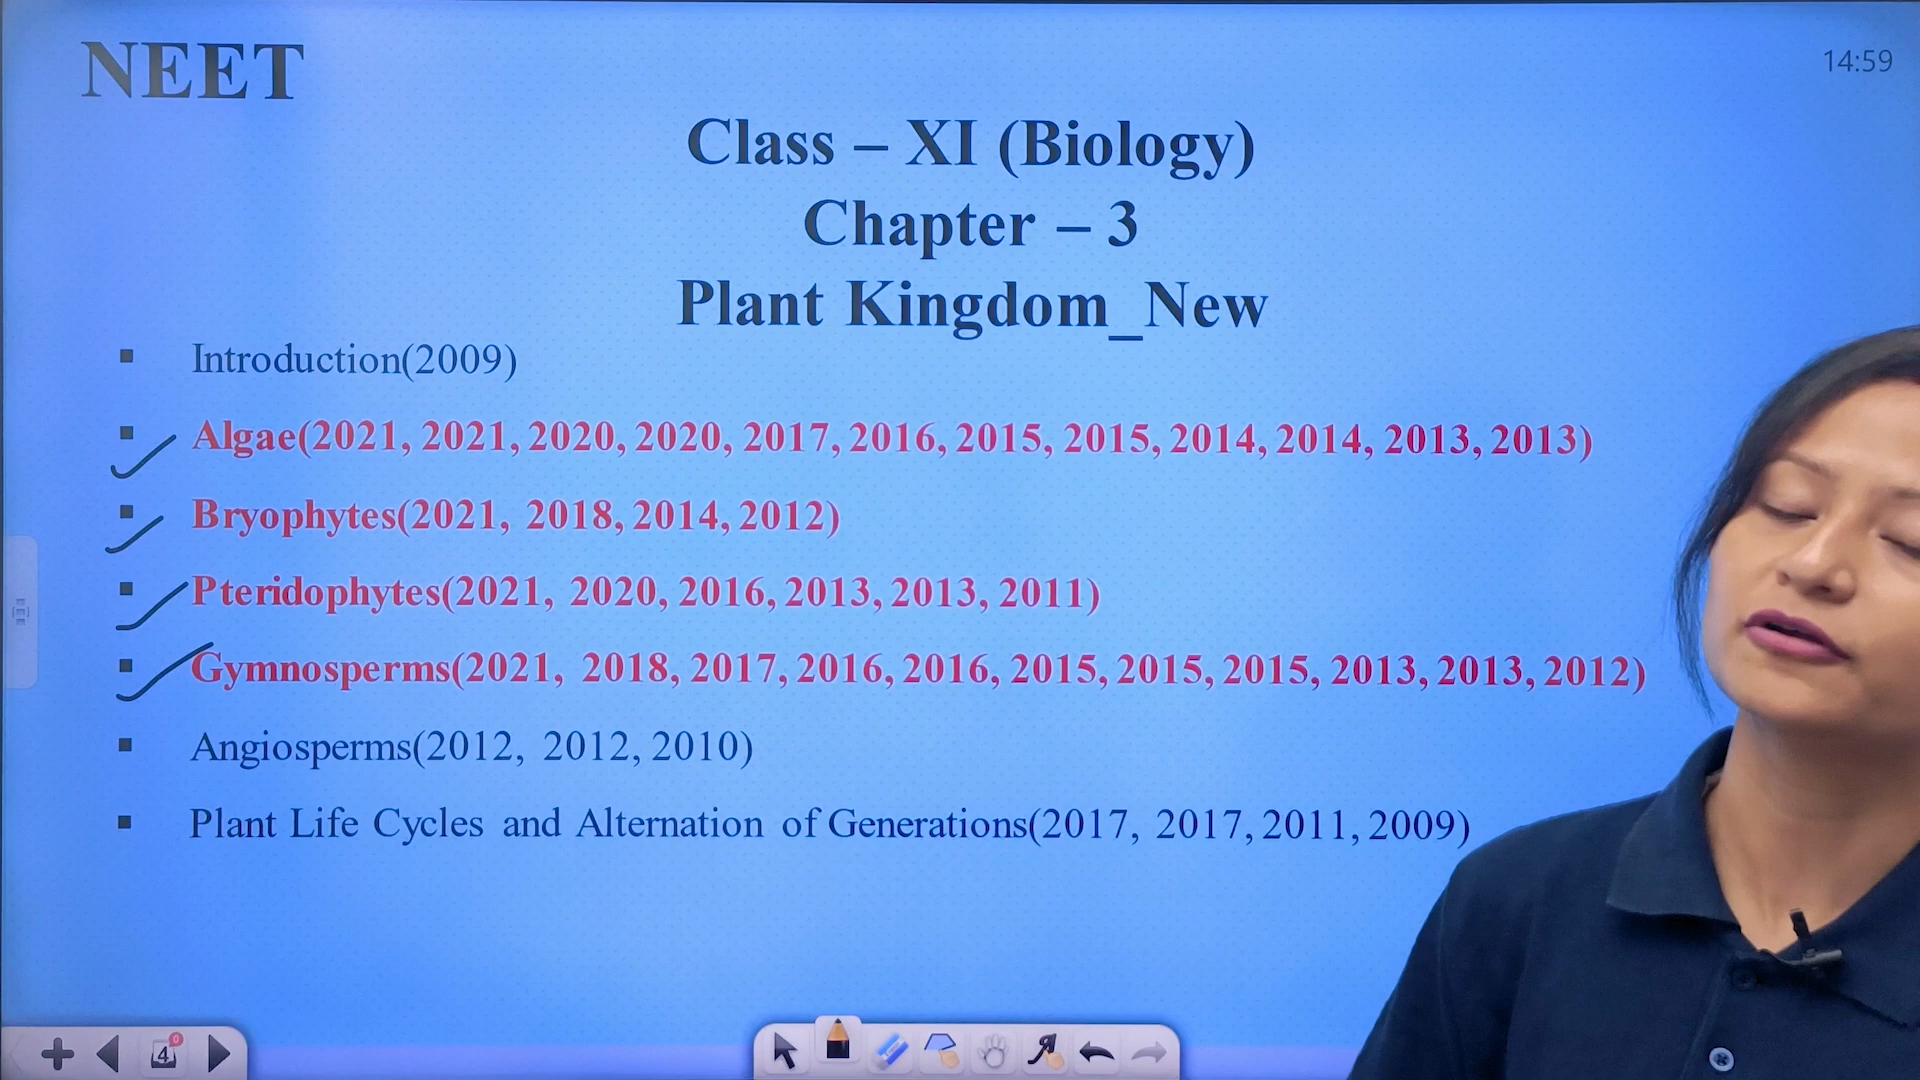 NEET
14:59
Class – XI (Biology)
Chapter – 3
Plant Kingdom_New
▪ Introduction(2009)
▪ Algae(2021, 2021, 2020, 2020, 2017, 2016, 2015, 2015, 2014, 2014, 2013, 2013)
▪ Bryophytes(2021, 2018, 2014, 2012)
▪ Pteridophytes(2021, 2020, 2016, 2013, 2013, 2011)
▪ Gymnosperms(2021, 2018, 2017, 2016, 2016, 2015, 2015, 2015, 2013, 2013, 2012)
▪ Angiosperms(2012, 2012, 2010)
▪ Plant Life Cycles and Alternation of Generations(2017, 2017, 2011, 2009)
4 0